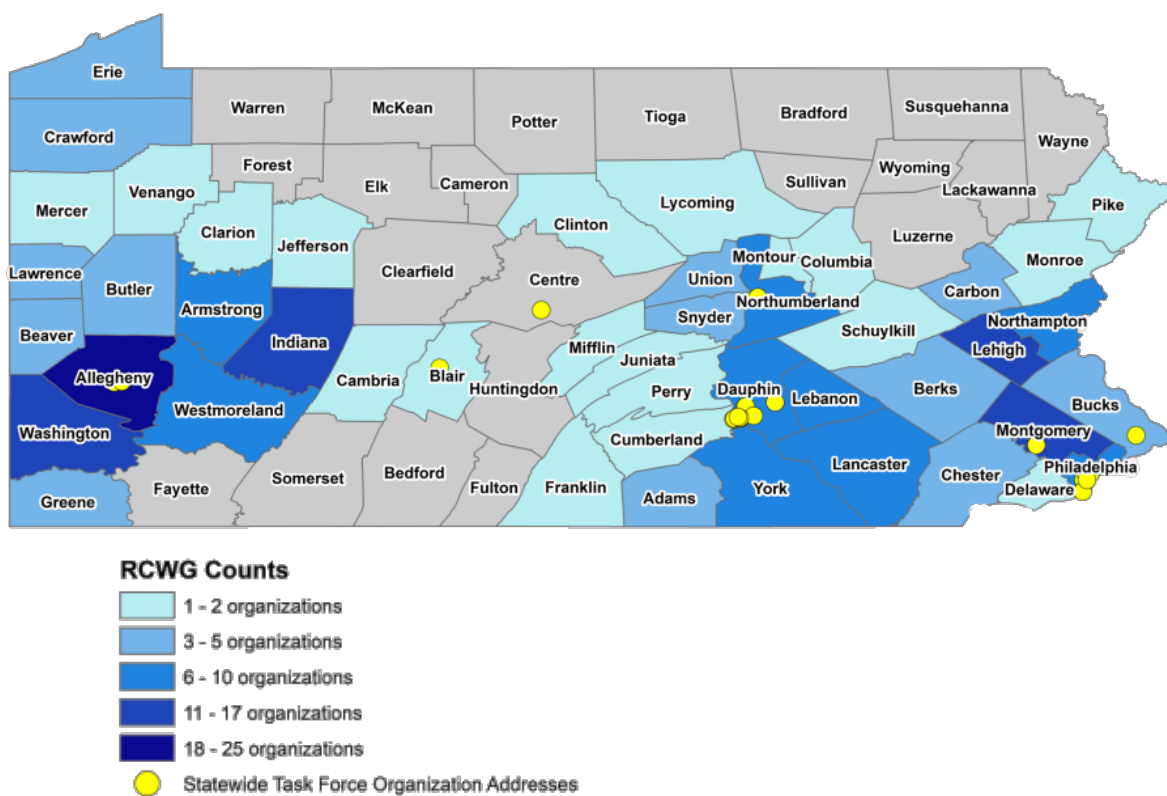 Erie
Warren
McKean
Potter
Tioga
Bradford
Susquehanna
Crawford
Wayne
Forest
Wyoming
Venango
Elk
Cameron
Sullivan
Lackawanna
Mercer
Lycoming
Pike
Clarion
Clinton
Jefferson
Luzerne
Lawrence
Clearfield
Centre
Union
Montour
Columbia
Monroe
Butler
Carbon
Armstrong
Northumberland
Beaver
Snyder
Northampton
Indiana
Schuylkill
Mifflin
Lehigh
Allegheny
Cambria
Blair
Juniata
Huntingdon
Perry
Dauphin
Berks
Westmoreland
Lebanon
Bucks
Washington
Cumberland
Montgomery
Lancaster
Philadelphia
Somerset
Bedford
Chester
Greene
Fayette
Fulton
Franklin
Adams
York
Delaware
RCWG Counts
1 - 2 organizations
3 - 5 organizations
6 - 10 organizations
11 - 17 organizations
18 - 25 organizations
Statewide Task Force Organization Addresses